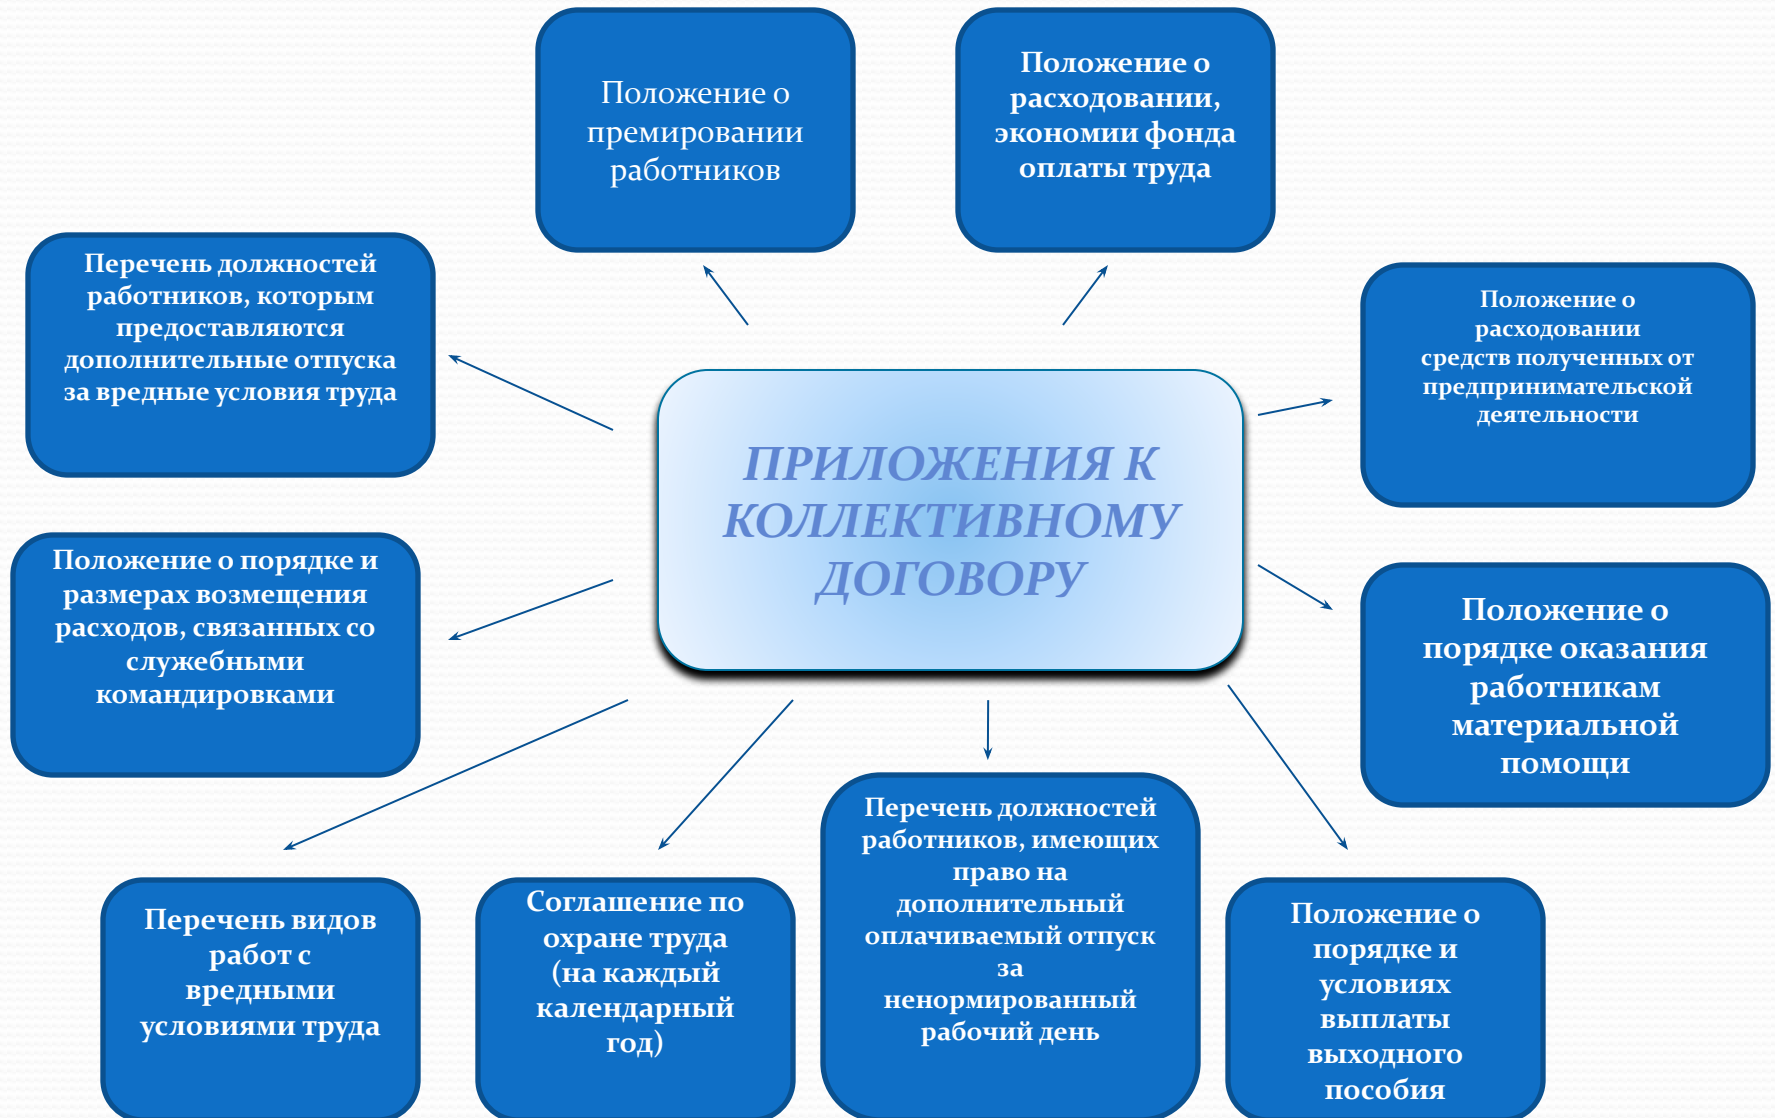 Положение о
премировании
работников
Положение о
расходовании,
экономии фонда
оплаты труда
Перечень должностей
работников, которым
предоставляются
дополнительные отпуска
за вредные условия труда
Положение о
расходовании
средств полученных от
предпринимательской
деятельности
ПРИЛОЖЕНИЯ К
КОЛЛЕКТИВНОМУ
ДОГОВОРУ
Положение о порядке и
размерах возмещения
расходов, связанных со
служебными
командировками
Положение о
порядке оказания
работникам
материальной
помощи
Перечень видов
работ с
вредными
условиями труда
Соглашение по
охране труда
(на каждый
календарный
год)
Перечень должностей
работников, имеющих
право на
дополнительный
оплачиваемый отпуск
за
ненормированный
рабочий день
Положение о
порядке и
условиях
выплаты
выходного
пособия